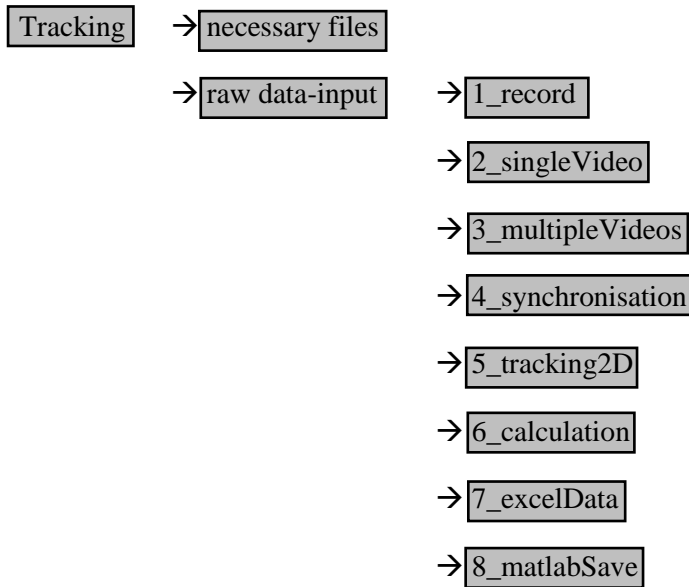 Tracking → necessary files
→ raw data-input → 1_record
→ 2_singleVideo
→ 3_multipleVideos
→ 4_synchronisation
→ 5_tracking2D
→ 6_calculation
→ 7_excelData
→ 8_matlabSave